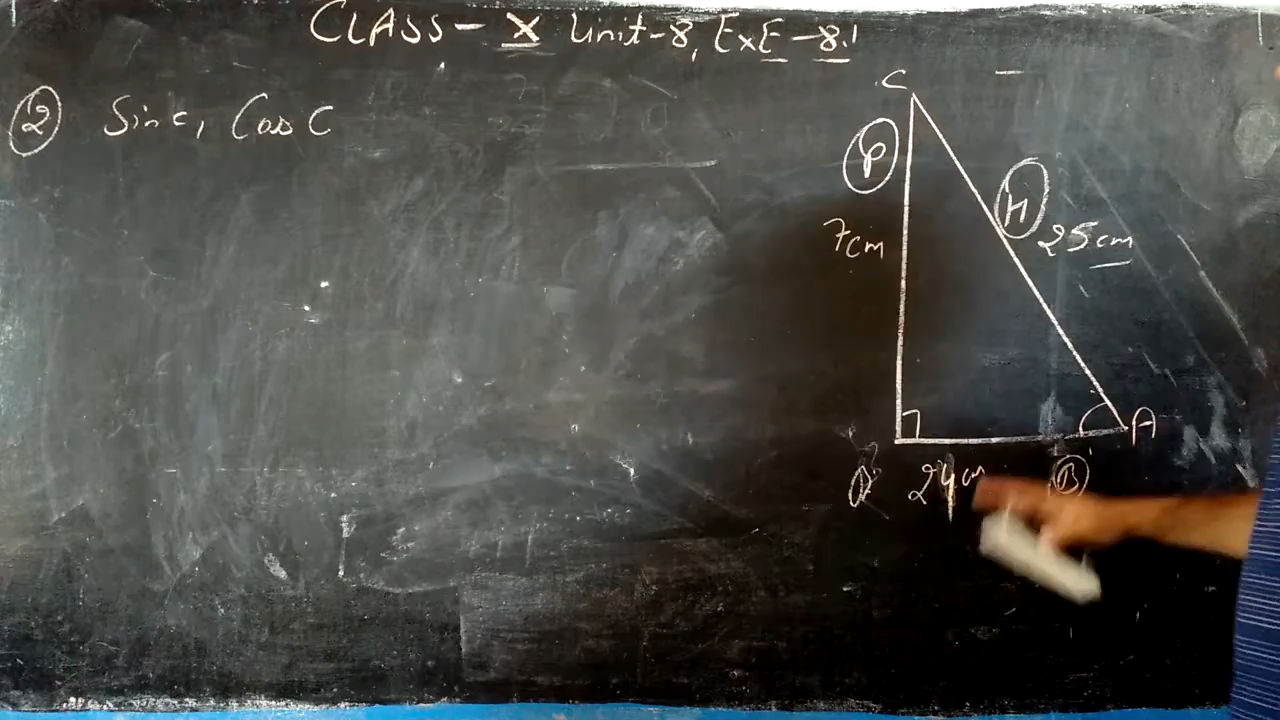 CLASS - X Unit-8, ExE-8.1
② Sin C, Cos C
C
P
H
7cm
25cm
A
24cm
B